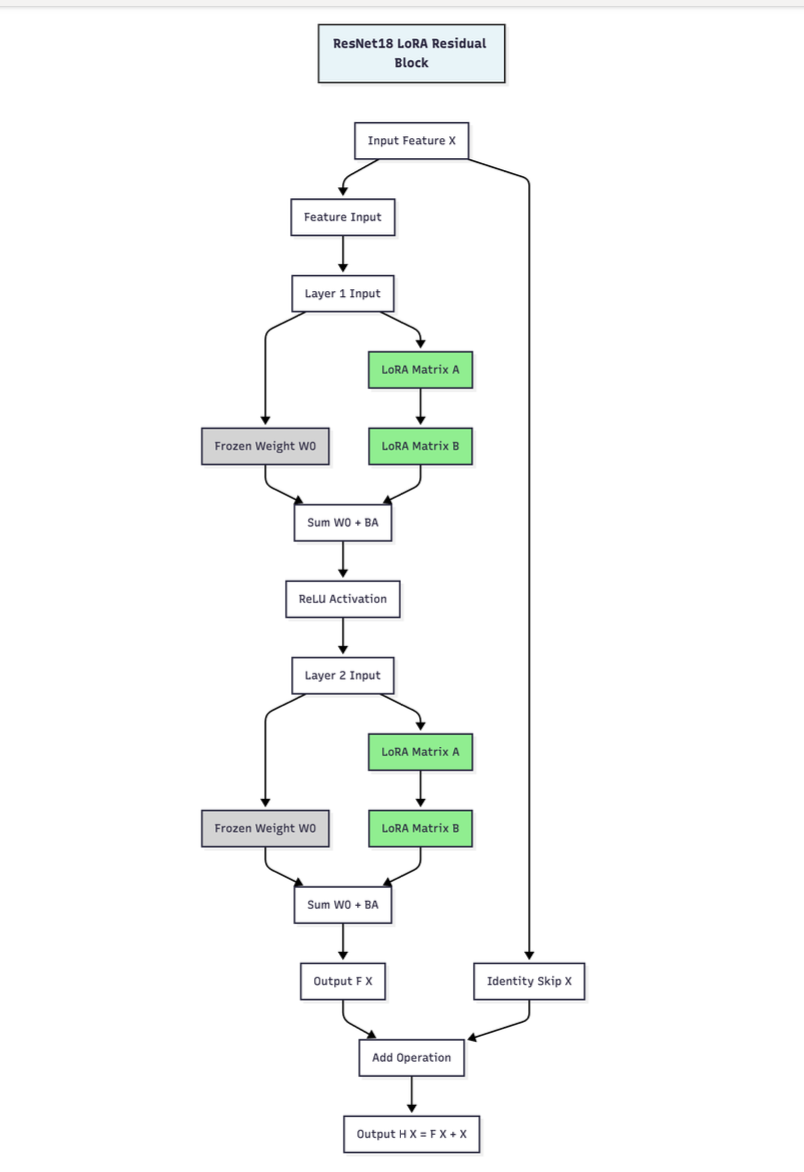 ResNet18 LoRA Residual
Block
Input Feature X
Feature Input
Layer 1 Input
LoRA Matrix A
Frozen Weight W0
LoRA Matrix B
Sum W0 + BA
ReLU Activation
Layer 2 Input
LoRA Matrix A
Frozen Weight W0
LoRA Matrix B
Sum W0 + BA
Output F X
Identity Skip X
Add Operation
Output H X = F X + X